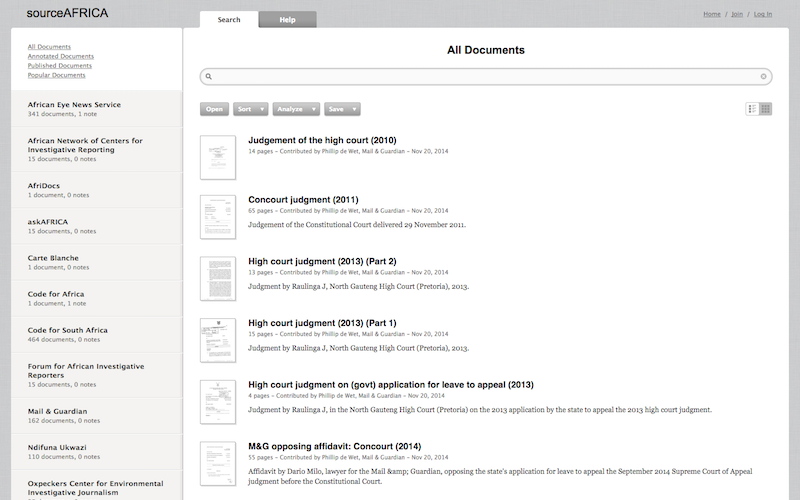 sourceAFRICA
Search
Help
Home / Join / Log In
All Documents
Annotated Documents
Published Documents
Popular Documents
African Eye News Service
341 documents, 1 note
African Network of Centers for
Investigative Reporting
15 documents, 0 notes
AfriDocs
1 document, 0 notes
askAFRICA
15 documents, 0 notes
Carte Blanche
1 document, 0 notes
Code for Africa
1 document, 1 note
Code for South Africa
464 documents, 0 notes
Forum for African Investigative
Reporters
15 documents, 0 notes
Mail & Guardian
162 documents, 0 notes
Ndifuna Ukwazi
110 documents, 0 notes
Oxpeckers Center for Environmental
Investigative Journalism
All Documents
Open
Sort
Analyze
Save
Judgement of the high court (2010)
14 pages – Contributed by Phillip de Wet, Mail & Guardian – Nov 20, 2014
Concourt judgment (2011)
65 pages – Contributed by Phillip de Wet, Mail & Guardian – Nov 20, 2014
Judgement of the Constitutional Court delivered 29 November 2011.
High court judgment (2013) (Part 2)
13 pages – Contributed by Phillip de Wet, Mail & Guardian – Nov 20, 2014
Judgment by Raulinga J, North Gauteng High Court (Pretoria), 2013.
High court judgment (2013) (Part 1)
15 pages – Contributed by Phillip de Wet, Mail & Guardian – Nov 20, 2014
Judgment by Raulinga J, North Gauteng High Court (Pretoria), 2013.
High court judgment on (govt) application for leave to appeal (2013)
4 pages – Contributed by Phillip de Wet, Mail & Guardian – Nov 20, 2014
Judgment by Raulinga J, in the North Gauteng High Court (Pretoria) on the 2013 application by the state to appeal the 2013 high court judgment.
M&G opposing affidavit: Concourt (2014)
55 pages – Contributed by Phillip de Wet, Mail & Guardian – Nov 20, 2014
Affidavit by Dario Milo, lawyer for the Mail &amp; Guardian, opposing the state's application for leave to appeal the September 2014 Supreme Court of Appeal
judgment before the Constitutional Court.